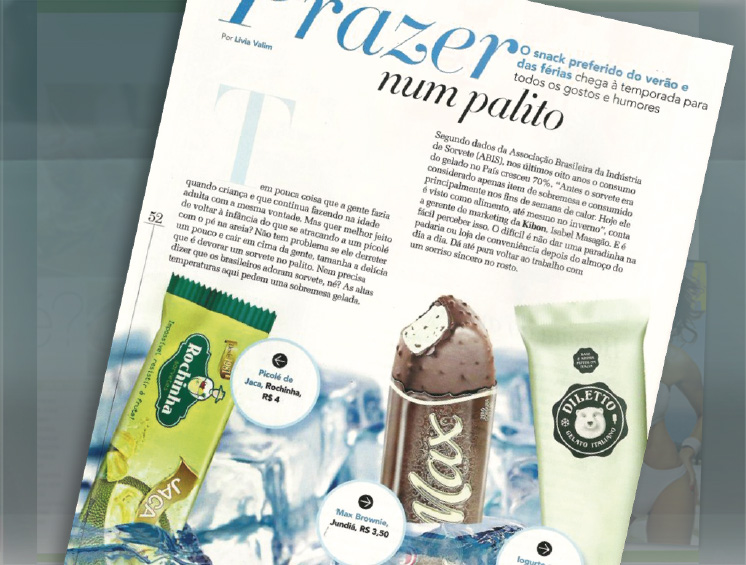 Prazer
Por Lívia Valim
O snack preferido do verão e
das férias chega à temporada para
todos os gostos e humores
num palito
52
Tem pouca coisa que a gente fazia
quando criança e que continua fazendo na idade
adulta com a mesma vontade. Mas quer melhor jeito
do voltar à infância do que se atracando a um picolé
com o pé na areia? Não tem problema se ele derreter
um pouco e cair em cima da gente, tamanha a delícia
que é devorar um sorvete no palito. Nem precisa
dizer que os brasileiros adoram sorvete, né? As altas
temperaturas aqui pedem uma sobremesa gelada.
Segundo dados da Associação Brasileira da Indústria
de Sorvete (ABIS), nos últimos oito anos o consumo
do gelado no País cresceu 70%. "Antes o sorvete era
considerado apenas item de sobremesa e consumido
principalmente nos fins de semana de calor. Hoje ele
é visto como alimento, até mesmo no inverno", conta
a gerente do marketing da Kibon, Isabel Masagão. E é
fácil perceber isso. O difícil é não dar uma paradinha na
padaria ou loja de conveniência depois do almoço do
dia a dia. Dá até para voltar ao trabalho com
um sorriso sincero no rosto.
Impossível resistir à fruta!
Rochinha
JACA
Picolé de
Jaca, Rochinha,
R$ 4
Max
Max Brownie,
Jundiá, R$ 3,50
DILETTO
GELATO ITALIANO
Iogurte